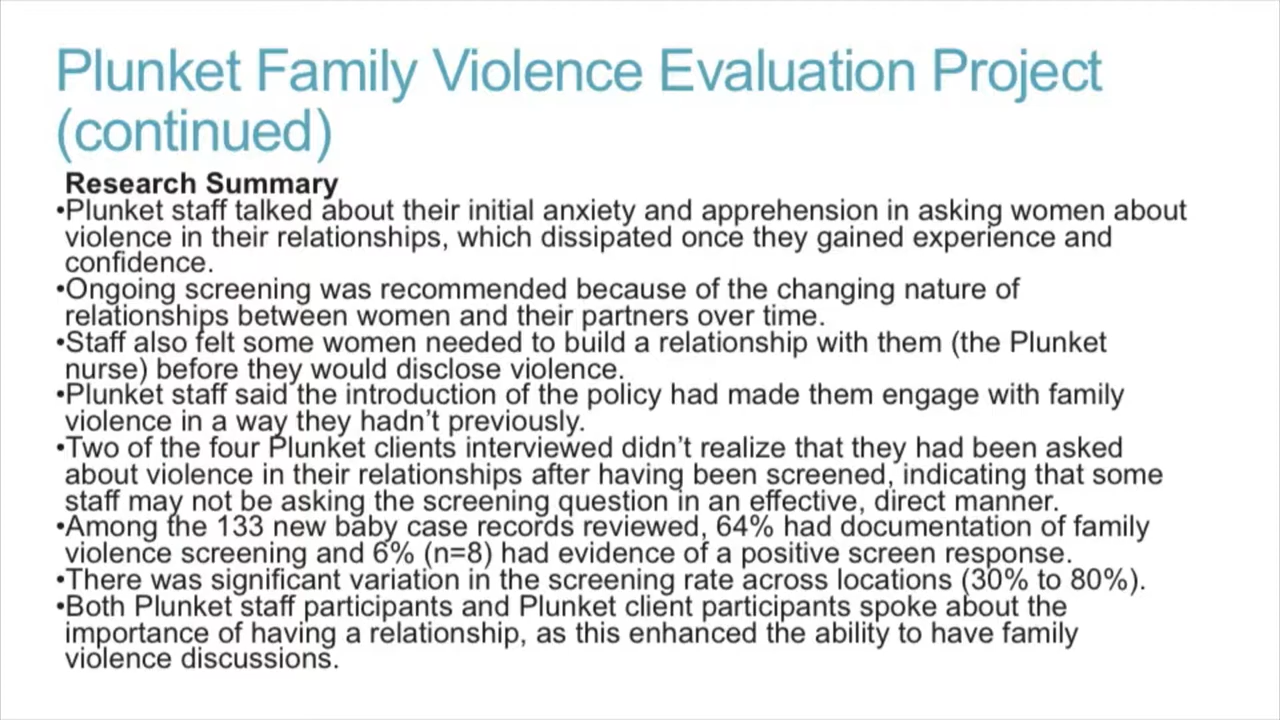 Plunket Family Violence Evaluation Project
(continued)
Research Summary
•Plunket staff talked about their initial anxiety and apprehension in asking women about
violence in their relationships, which dissipated once they gained experience and
confidence.
•Ongoing screening was recommended because of the changing nature of
relationships between women and their partners over time.
•Staff also felt some women needed to build a relationship with them (the Plunket
nurse) before they would disclose violence.
•Plunket staff said the introduction of the policy had made them engage with family
violence in a way they hadn’t previously.
•Two of the four Plunket clients interviewed didn’t realize that they had been asked
about violence in their relationships after having been screened, indicating that some
staff may not be asking the screening question in an effective, direct manner.
•Among the 133 new baby case records reviewed, 64% had documentation of family
violence screening and 6% (n=8) had evidence of a positive screen response.
•There was significant variation in the screening rate across locations (30% to 80%).
•Both Plunket staff participants and Plunket client participants spoke about the
importance of having a relationship, as this enhanced the ability to have family
violence discussions.